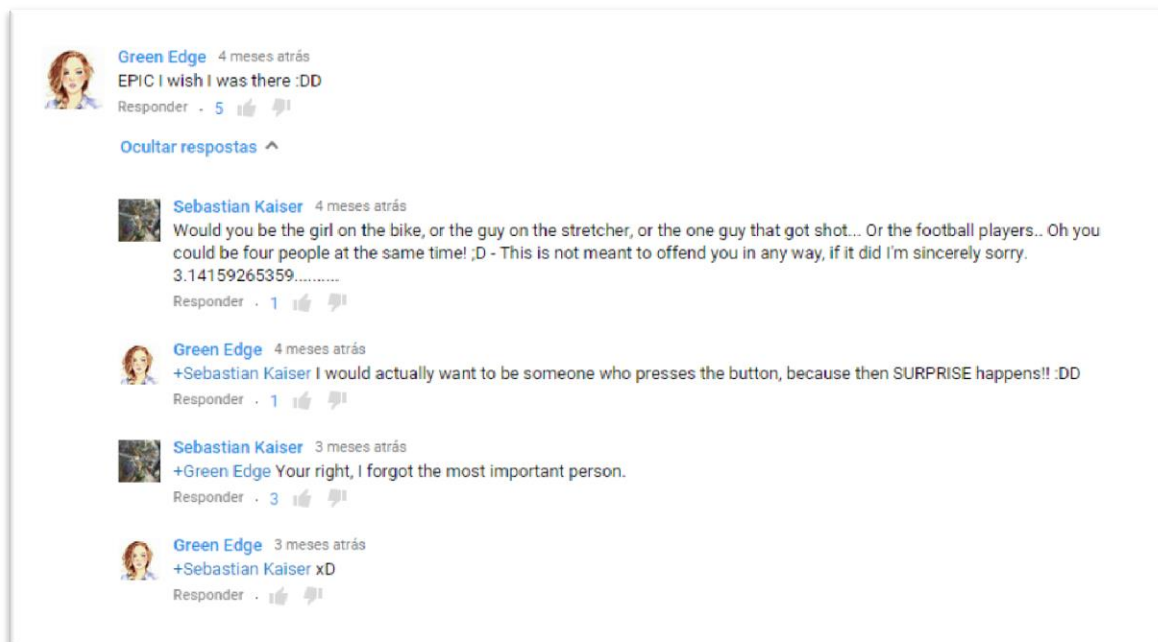 Green Edge 4 meses atrás
EPIC I wish I was there :DD
Responder . 5
Ocultar respostas
Sebastian Kaiser 4 meses atrás
Would you be the girl on the bike, or the guy on the stretcher, or the one guy that got shot... Or the football players.. Oh you
could be four people at the same time! ;D - This is not meant to offend you in any way, if it did I'm sincerely sorry.
3.14159265359..........
Responder . 1
Green Edge 4 meses atrás
+Sebastian Kaiser I would actually want to be someone who presses the button, because then SURPRISE happens!! :DD
Responder . 1
Sebastian Kaiser 3 meses atrás
+Green Edge Your right, I forgot the most important person.
Responder . 3
Green Edge 3 meses atrás
+Sebastian Kaiser xD
Responder .